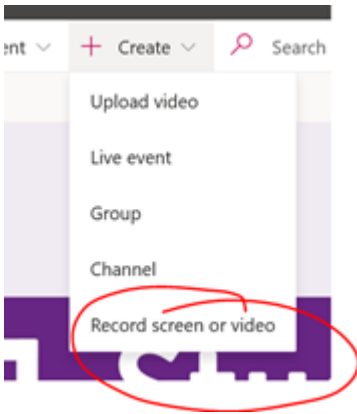 ent Create Search
Upload video
Live event
Group
Channel
Record screen or video